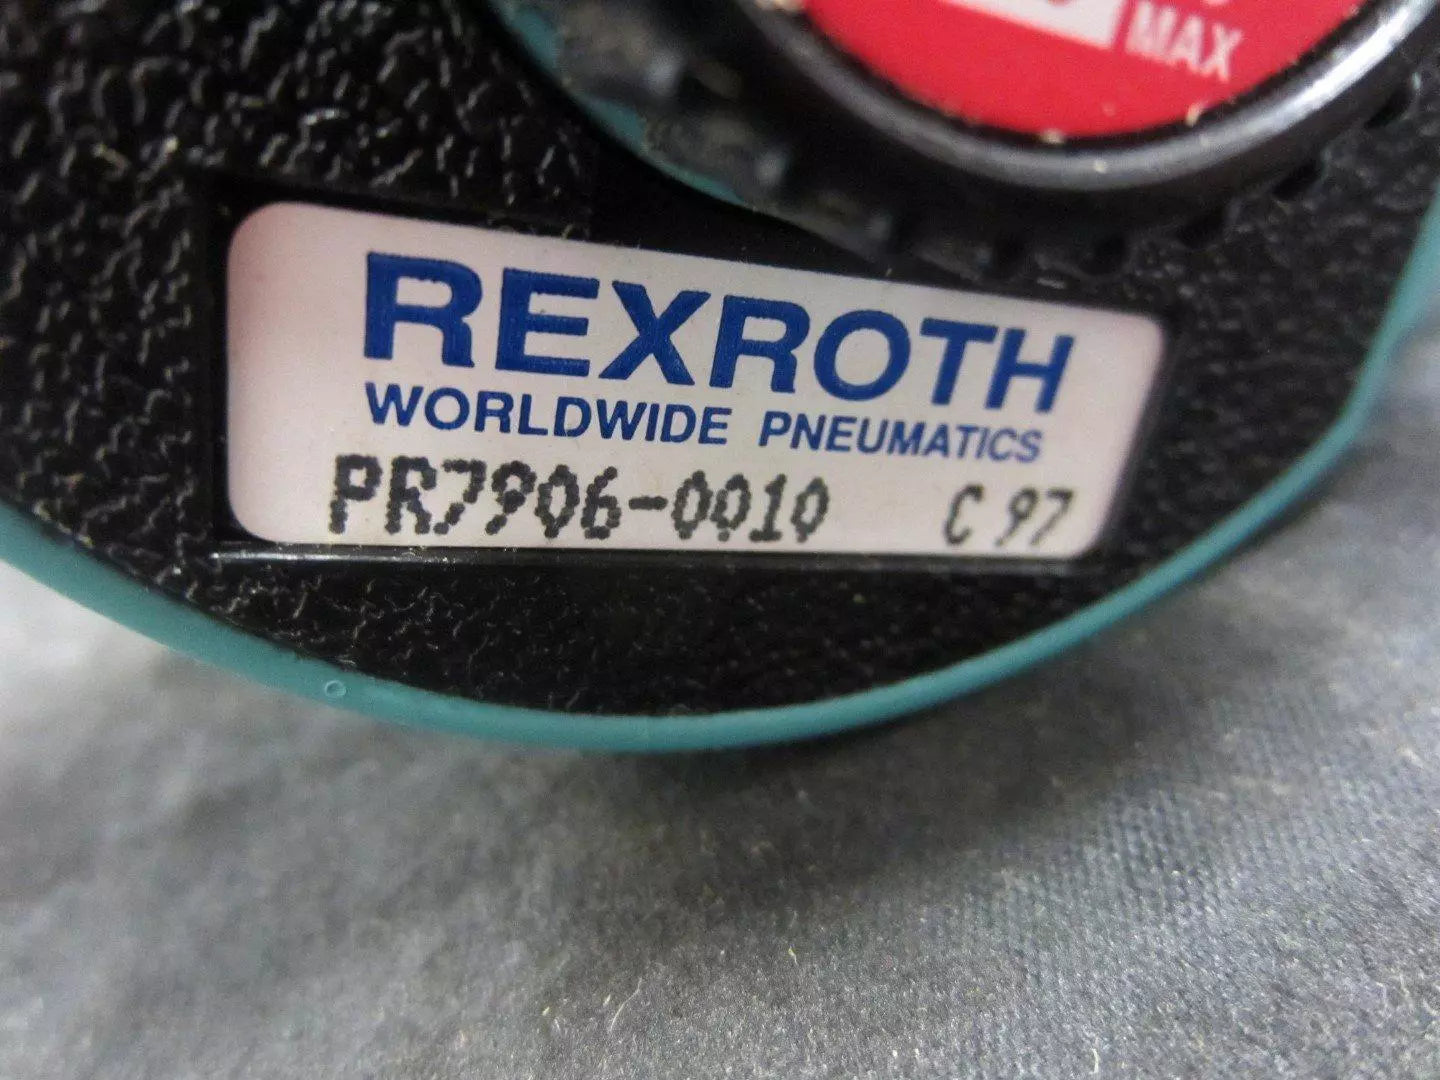 MAX
REXROTH
WORLDWIDE PNEUMATICS
PR7906-0010 C 97